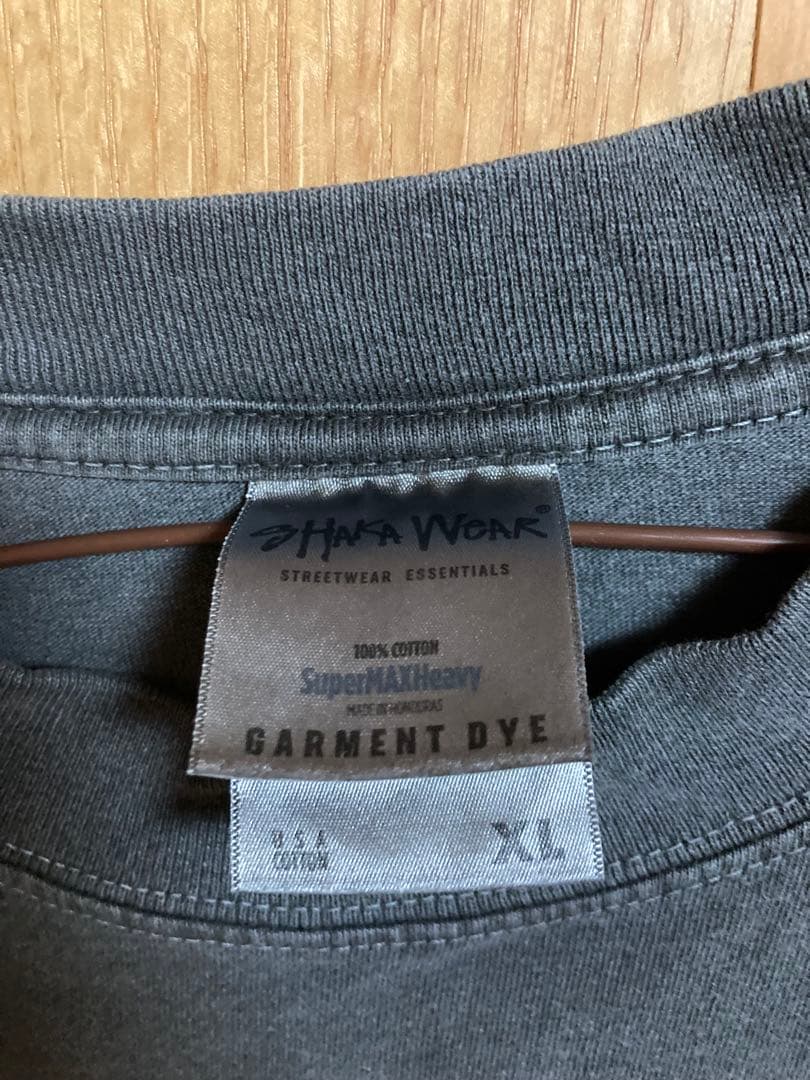 SHAKA WEAR®
STREETWEAR ESSENTIALS
100% COTTON
SuperMAXHeavy
MADE IN HONDURAS
GARMENT DYE
U.S.A
COTTON
XL